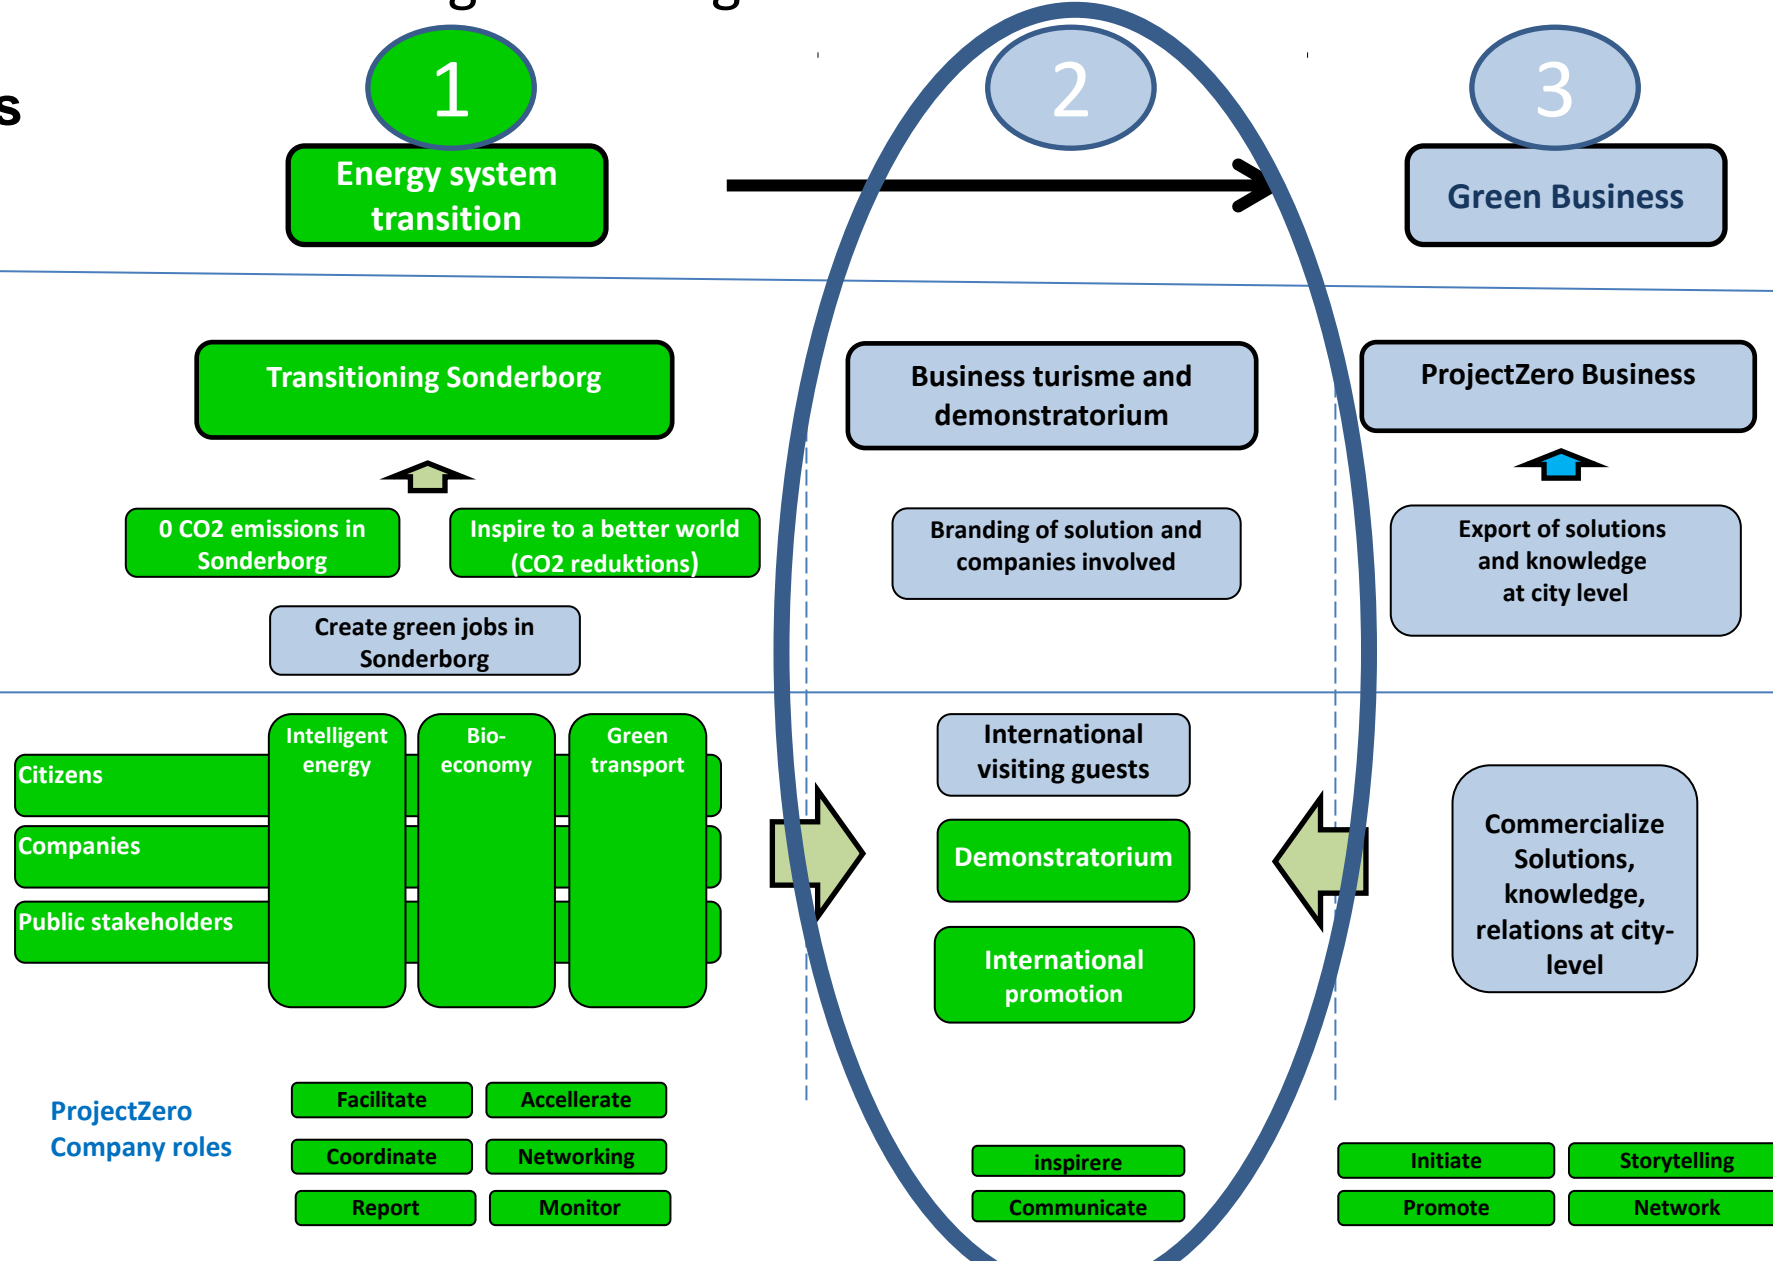 s
1
2
3
Energy system
transition
Green Business
Transitioning Sonderborg
Business turisme and
demonstratorium
ProjectZero Business
0 CO2 emissions in
Sonderborg
Inspire to a better world
(CO2 reduktions)
Create green jobs in
Sonderborg
Branding of solution and
companies involved
Export of solutions
and knowledge
at city level
Intelligent
energy
Bio-
economy
Green
transport
Citizens
Companies
Public stakeholders
International
visiting guests
Demonstratorium
International
promotion
Commercialize
Solutions,
knowledge,
relations at city-
level
ProjectZero
Company roles
Facilitate
Accellerate
Coordinate
Networking
Report
Monitor
inspirere
Communicate
Initiate
Storytelling
Promote
Network